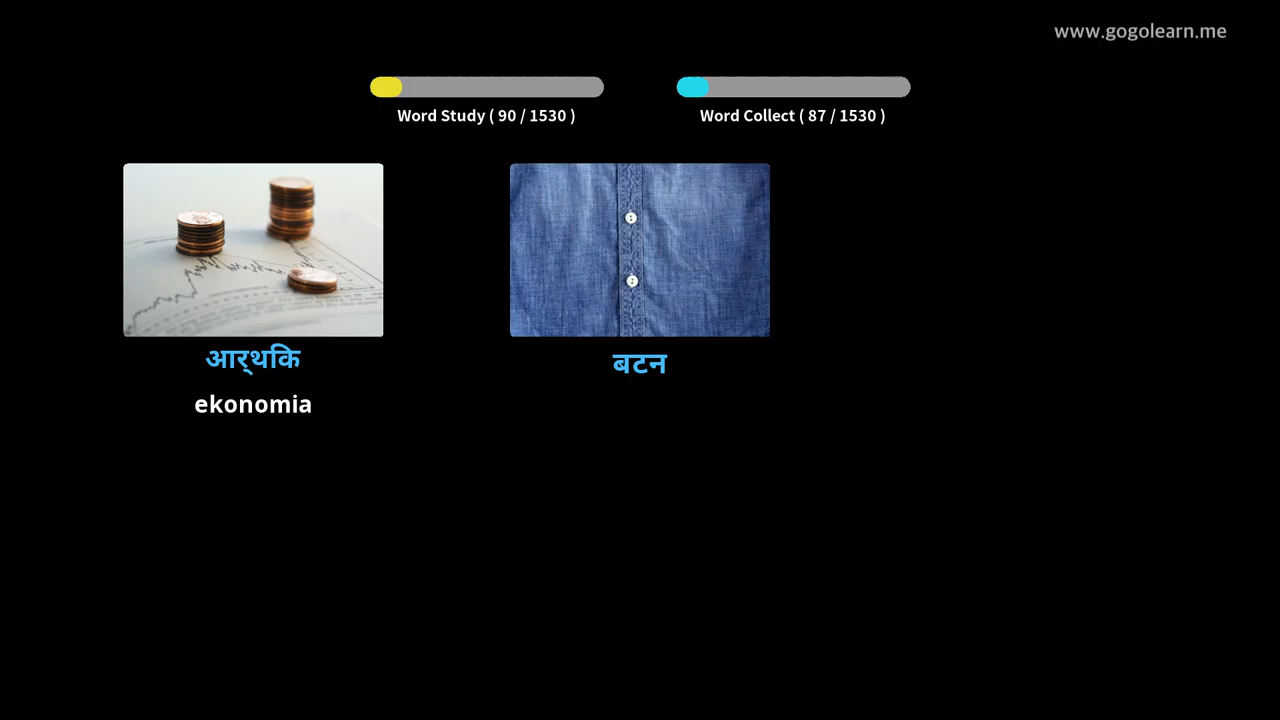 www.gogolearn.me
Word Study ( 90 / 1530 )
Word Collect ( 87 / 1530 )
आर्थकि
बटन
ekonomia